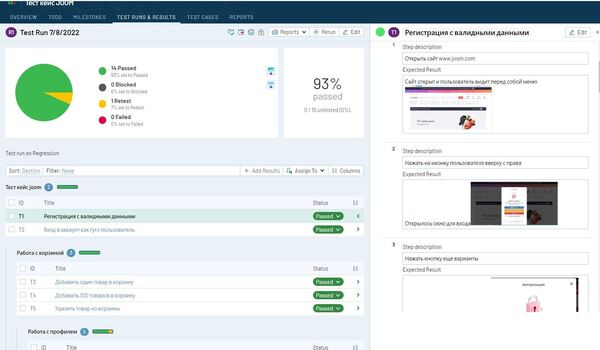 Тест кейс JOOM
OVERVIEW TODO MILESTONES TEST RUNS & RESULTS TEST CASES REPORTS
R1 Test Run 7/8/2022
Reports Rerun Edit
14 Passed
93% set to Passed
0 Blocked
0% set to Blocked
1 Retest
7% set to Retest
0 Failed
0% set to Failed
93%
passed
0 / 15 untested (0%).
Test run on Regression
Sort: Section | Filter: None
+ Add Results Assign To Columns
Тест кейс joom 2
ID Title Status
T1 Регистрация с валидными данными Passed
T2 Вход в аккаунт как гугл пользователь Passed
Работа с корзиной 3
ID Title Status
T3 Добавить один товар в корзину Passed
T4 Добавить 100 товаров в корзину Passed
T5 Удалить товар из корзины Passed
Работа с профилем
ID Title Status
T1 Регистрация с валидными данными Edit
1 Step description
Открыть сайт www.joom.com
Expected Result
Сайт открыт и пользователь видит перед собой меню
2 Step description
Нажать на иконку пользователя вверху с права
Expected Result
Открылось окно для входа
3 Step description
Нажать кнопку еще варианты
Expected Result
Авторизация